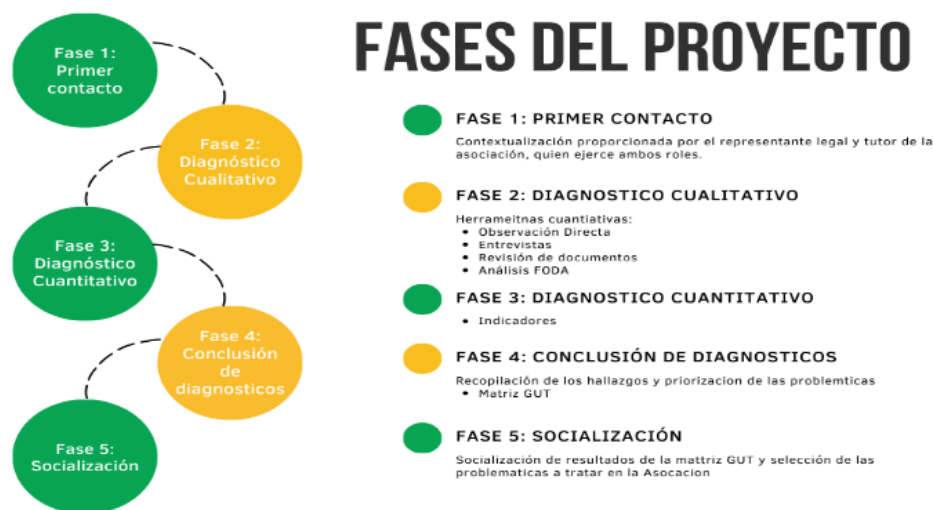 FASES DEL PROYECTO
Fase 1:
Primer
contacto
Fase 2:
Diagnóstico
Cualitativo
Fase 3:
Diagnóstico
Cuantitativo
Fase 4:
Conclusión
de
diagnosticos
Fase 5:
Socialización
FASE 1: PRIMER CONTACTO
Contextualización proporcionada por el representante legal y tutor de la
asociación, quien ejerce ambos roles.
FASE 2: DIAGNOSTICO CUALITATIVO
Herrameitnas cuantiativas:
• Observación Directa
• Entrevistas
• Revisión de documentos
• Análisis FODA
FASE 3: DIAGNOSTICO CUANTITATIVO
• Indicadores
FASE 4: CONCLUSIÓN DE DIAGNOSTICOS
Recopilación de los hallazgos y priorizacion de las problemticas
• Matriz GUT
FASE 5: SOCIALIZACIÓN
Socialización de resultados de la mattriz GUT y selección de las
problematicas a tratar en la Asocacion